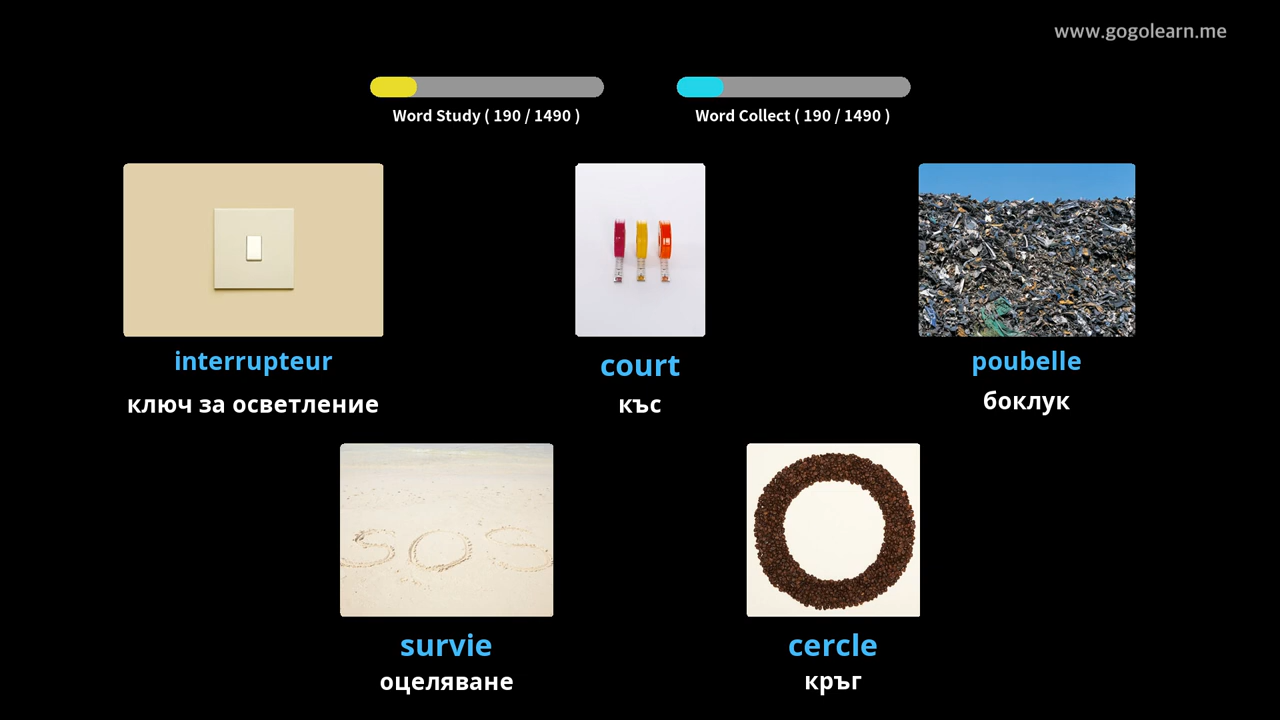 www.gogolearn.me
Word Study ( 190 / 1490 )
Word Collect ( 190 / 1490 )
interrupteur
ключ за осветление
court
къс
poubelle
боклук
SOS
survie
оцеляване
cercle
кръг